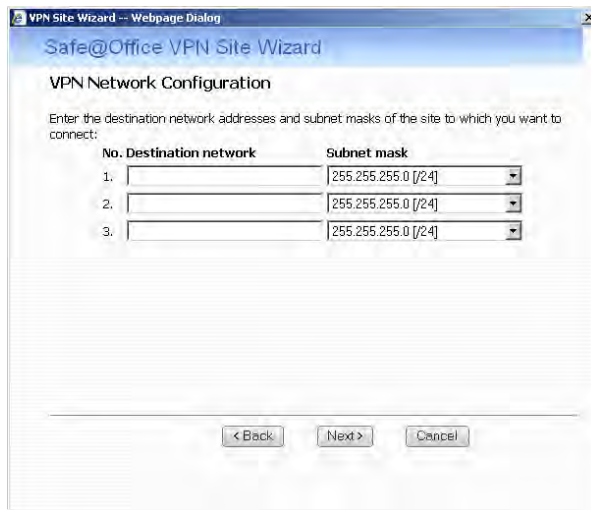 VPN Site Wizard -- Webpage Dialog
Safe@Office VPN Site Wizard
VPN Network Configuration
Enter the destination network addresses and subnet masks of the site to which you want to
connect:
No. Destination network Subnet mask
1. 255.255.255.0 [/24]
2. 255.255.255.0 [/24]
3. 255.255.255.0 [/24]
< Back Next > Cancel